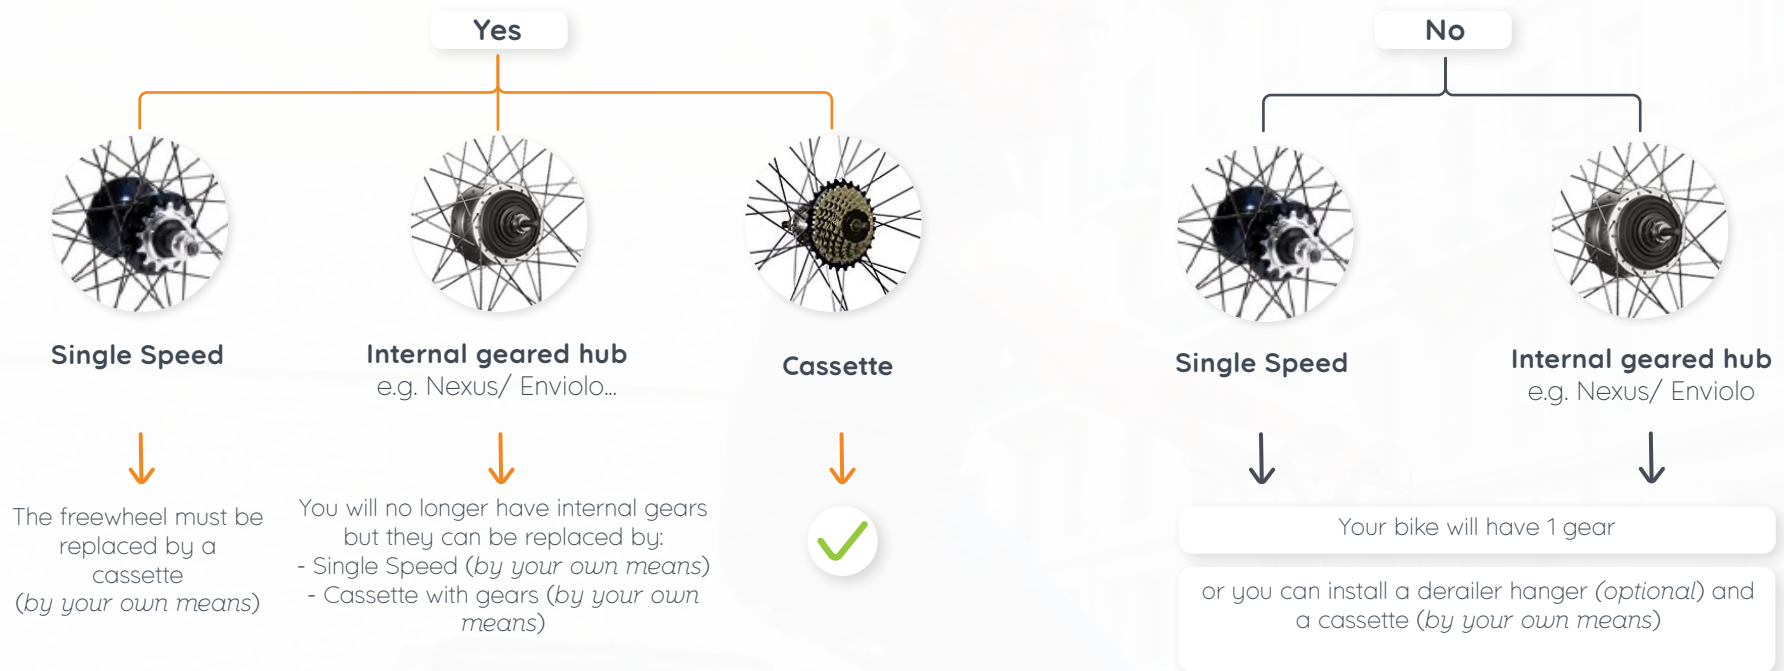 Yes
No
Single Speed
Internal geared hub
e.g. Nexus/ Enviolo...
Cassette
Single Speed
Internal geared hub
e.g. Nexus/ Enviolo
The freewheel must be
replaced by a
cassette
(by your own means)
You will no longer have internal gears
but they can be replaced by:
- Single Speed (by your own means)
- Cassette with gears (by your own
means)
Your bike will have 1 gear
or you can install a derailer hanger (optional) and
a cassette (by your own means)